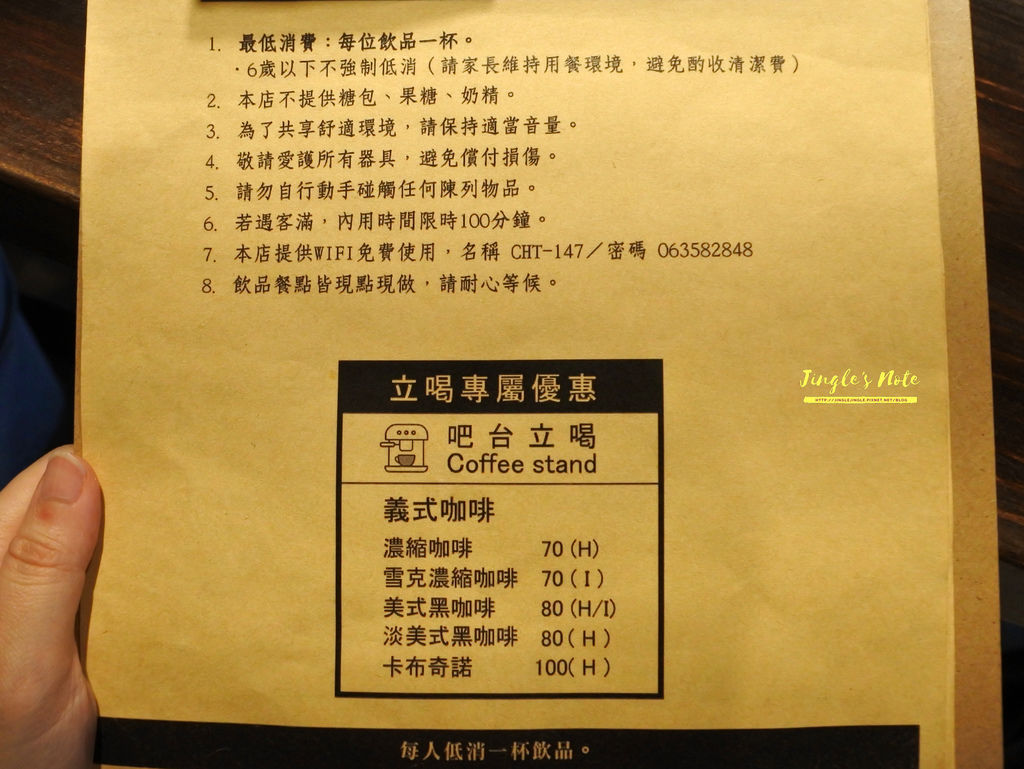 1. 最低消費：每位飲品一杯。
・6歲以下不強制低消（請家長維持用餐環境，避免酌收清潔費）
2. 本店不提供糖包、果糖、奶精。
3. 為了共享舒適環境，請保持適當音量。
4. 敬請愛護所有器具，避免償付損傷。
5. 請勿自行動手碰觸任何陳列物品。
6. 若遇客滿，內用時間限時100分鐘。
7. 本店提供WIFI免費使用，名稱 CHT-147／密碼 063582848
8. 飲品餐點皆現點現做，請耐心等候。
立喝專屬優惠
吧台立喝
Coffee stand
義式咖啡
濃縮咖啡 70 (H)
雪克濃縮咖啡 70 ( I )
美式黑咖啡 80 (H/I)
淡美式黑咖啡 80 ( H )
卡布奇諾 100( H )
每人低消一杯飲品。
Jingle's Note
HTTP://JINGLEJINGLE.PIXNET.NET/BLOG